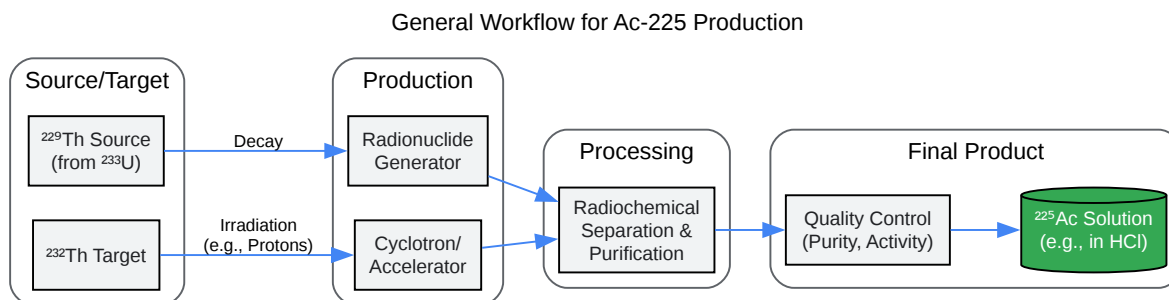 General Workflow for Ac-225 Production
Source/Target
²²⁹Th Source
(from ²³³U)
²³²Th Target
Decay
Irradiation
(e.g., Protons)
Production
Radionuclide
Generator
Cyclotron/
Accelerator
Processing
Radiochemical
Separation &
Purification
Final Product
Quality Control
(Purity, Activity)
²²⁵Ac Solution
(e.g., in HCl)